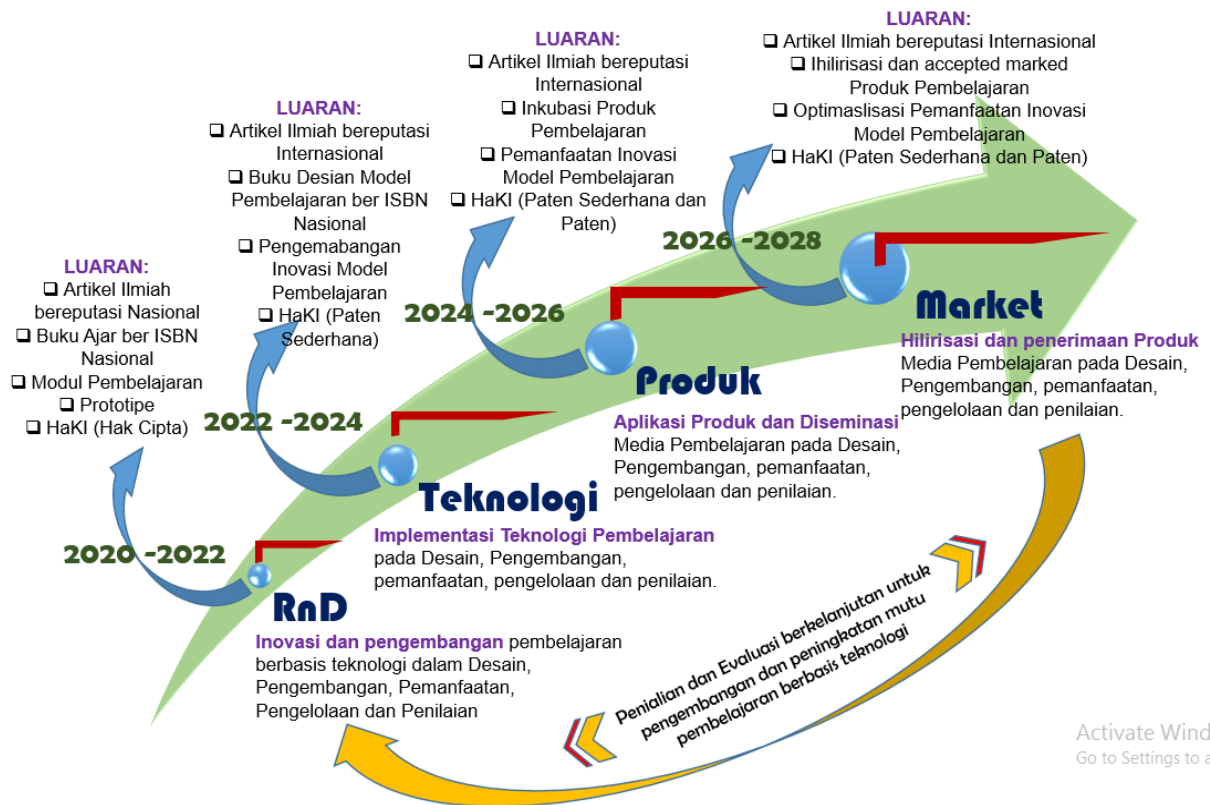 LUARAN:
❑ Artikel Ilmiah
bereputasi Nasional
❑ Buku Ajar ber ISBN
Nasional
❑ Modul Pembelajaran
❑ Prototipe
❑ HaKI (Hak Cipta)
2020 -2022
RnD
Inovasi dan pengembangan pembelajaran
berbasis teknologi dalam Desain,
Pengembangan, Pemanfaatan,
Pengelolaan dan Penilaian
LUARAN:
❑ Artikel Ilmiah bereputasi
Internasional
❑ Buku Desian Model
Pembelajaran ber ISBN
Nasional
❑ Pengemabangan
Inovasi Model
Pembelajaran
❑ HaKI (Paten
Sederhana)
2022 -2024
Teknologi
Implementasi Teknologi Pembelajaran
pada Desain, Pengembangan,
pemanfaatan, pengelolaan dan penilaian.
LUARAN:
❑ Artikel Ilmiah bereputasi
Internasional
❑ Inkubasi Produk
Pembelajaran
❑ Pemanfaatan Inovasi
Model Pembelajaran
❑ HaKI (Paten Sederhana dan
Paten)
2024 -2026
Produk
Aplikasi Produk dan Diseminasi
Media Pembelajaran pada Desain,
Pengembangan, pemanfaatan,
pengelolaan dan penilaian.
LUARAN:
❑ Artikel Ilmiah bereputasi Internasional
❑ Ihilirisasi dan accepted marked
Produk Pembelajaran
❑ Optimaslisasi Pemanfaatan Inovasi
Model Pembelajaran
❑ HaKI (Paten Sederhana dan Paten)
2026 -2028
Market
Hilirisasi dan penerimaan Produk
Media Pembelajaran pada Desain,
Pengembangan, pemanfaatan,
pengelolaan dan penilaian.
Penialian dan Evaluasi berkelanjutan untuk
pengembangan dan peningkatan mutu
pembelajaran berbasis teknologi
Activate Wind
Go to Settings to a